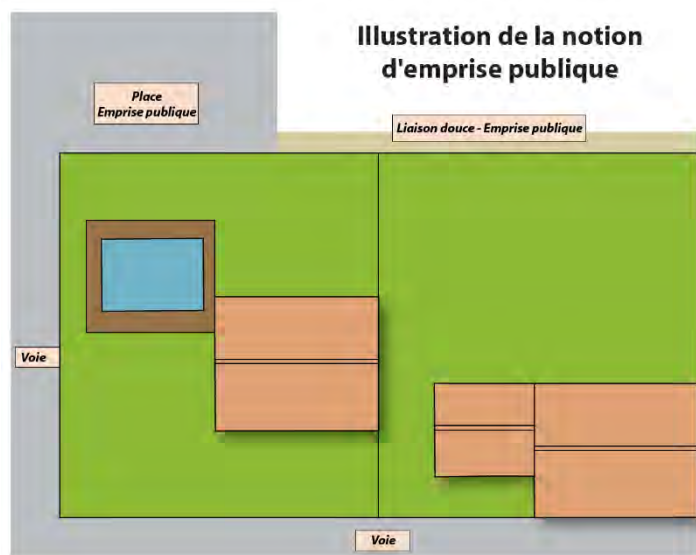 Illustration de la notion
d'emprise publique
Place
Emprise publique
Liaison douce - Emprise publique
Voie
Voie